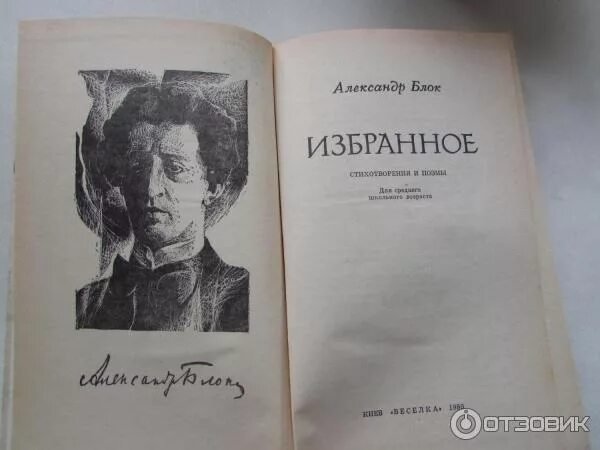 Александр Блок
Александр Блок
ИЗБРАННОЕ
СТИХОТВОРЕНИЯ И ПОЭМЫ
Для среднего
школьного возраста
КИЕВ «ВЕСЕЛКА»
ОТЗОВИК